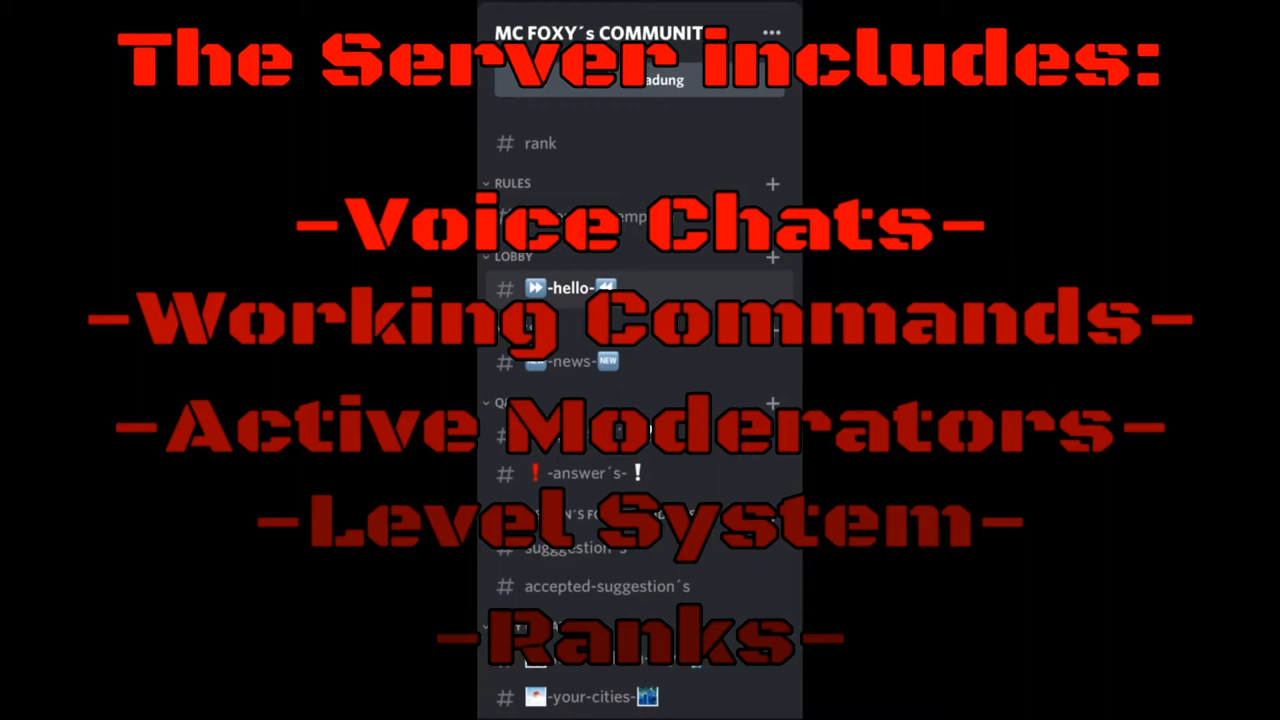 MC FOXY´s COMMUNIT
The Server includes:
rank
RULES
-Voice Chats-
LOBBY
-hello-
-Working Commands-
-news- NEW
-Active Moderators-
-answer´s-
-Level System-
suggestion´s
accepted-suggestion´s
-Ranks-
-your-cities-